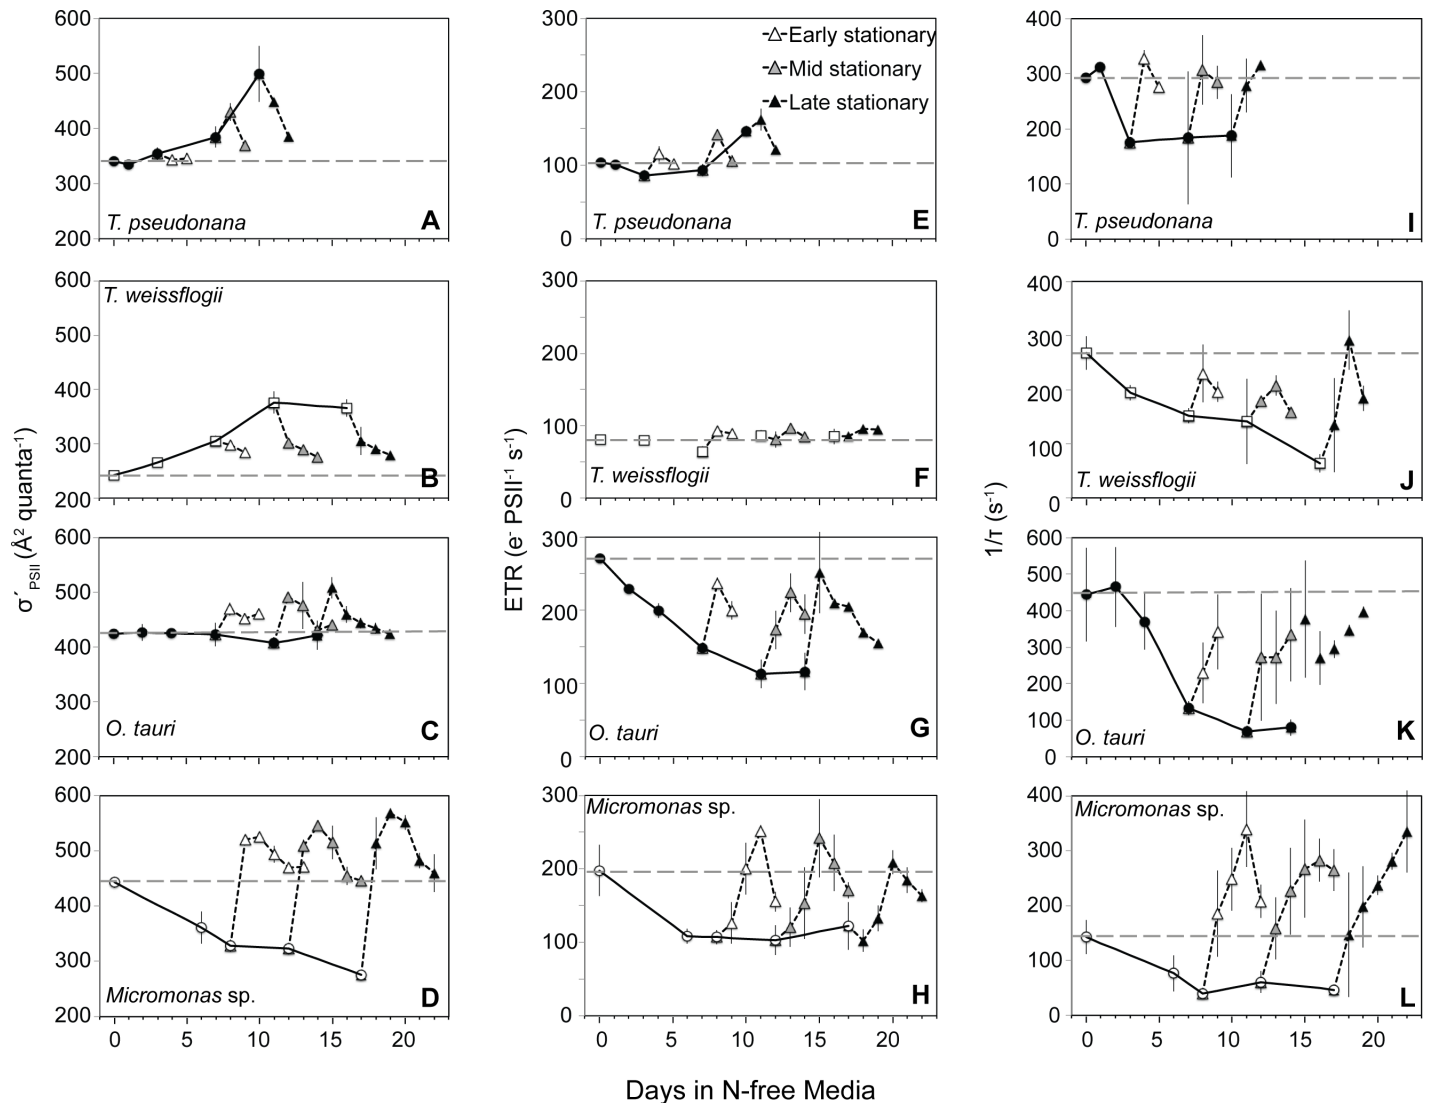 600
500
400
300
200
T. pseudonana
A
300
200
100
0
Early stationary
Mid stationary
Late stationary
T. pseudonana
E
400
300
200
100
0
T. pseudonana
I
600
500
400
300
200
T. weissflogii
B
300
200
100
0
T. weissflogii
F
400
300
200
100
0
T. weissflogii
J
σ´PSII (Å² quanta⁻¹)
ETR (e⁻ PSII⁻¹ s⁻¹)
1/τ (s⁻¹)
600
500
400
300
200
O. tauri
C
300
200
100
0
O. tauri
G
600
500
400
300
200
100
0
O. tauri
K
600
500
400
300
200
Micromonas sp.
D
300
200
100
0
Micromonas sp.
H
400
300
200
100
0
Micromonas sp.
L
0 5 10 15 20
0 5 10 15 20
0 5 10 15 20
Days in N-free Media